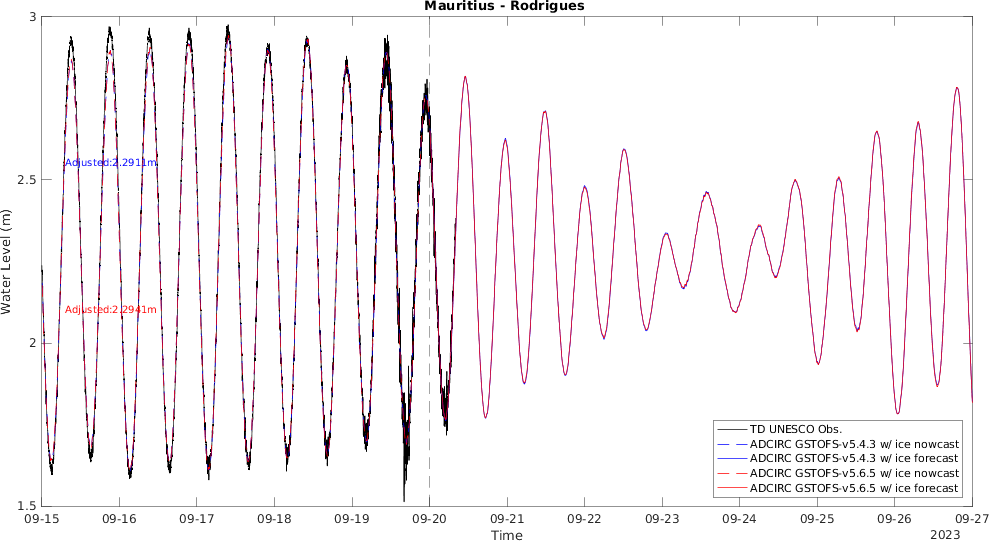 Mauritius - Rodrigues
3
2.5
2
1.5
Water Level (m)
Adjusted:2.2911m
Adjusted:2.2941m
TD UNESCO Obs.
ADCIRC GSTOFS-v5.4.3 w/ ice nowcast
ADCIRC GSTOFS-v5.4.3 w/ ice forecast
ADCIRC GSTOFS-v5.6.5 w/ ice nowcast
ADCIRC GSTOFS-v5.6.5 w/ ice forecast
09-15 09-16 09-17 09-18 09-19 09-20 09-21 09-22 09-23 09-24 09-25 09-26 09-27
Time
2023